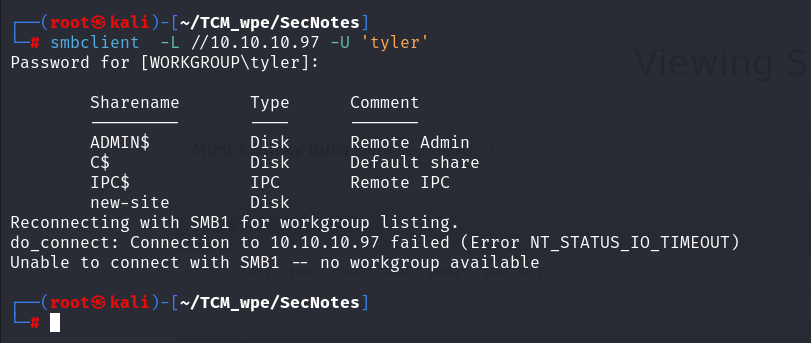 (root㉿kali)-[~/TCM_wpe/SecNotes]
# smbclient  -L //10.10.10.97 -U 'tyler'
Password for [WORKGROUP\tyler]:
Viewing S
Sharename       Type      Comment
---------       ----      -------
ADMIN$          Disk      Remote Admin
C$              Disk      Default share
IPC$            IPC       Remote IPC
new-site        Disk
Reconnecting with SMB1 for workgroup listing.
do_connect: Connection to 10.10.10.97 failed (Error NT_STATUS_IO_TIMEOUT)
Unable to connect with SMB1 -- no workgroup available
(root㉿kali)-[~/TCM_wpe/SecNotes]
#